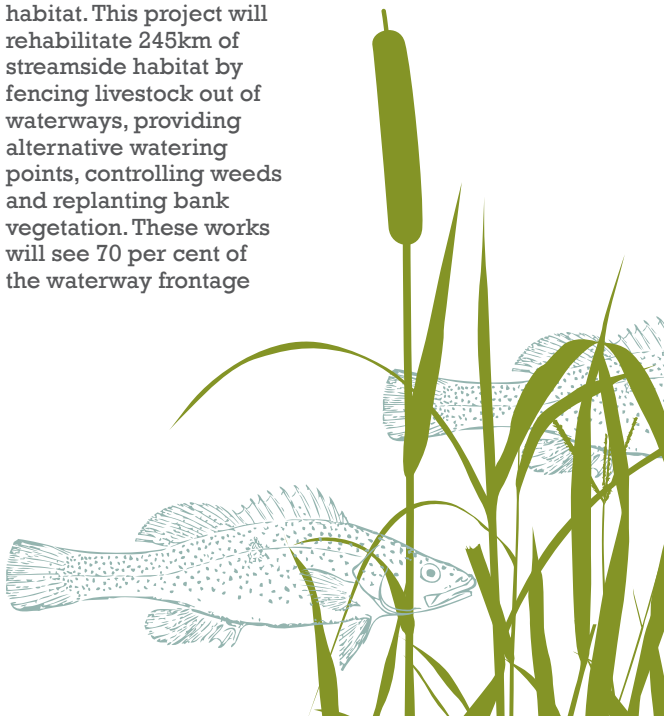 habitat. This project will
rehabilitate 245km of
streamside habitat by
fencing livestock out of
waterways, providing
alternative watering
points, controlling weeds
and replanting bank
vegetation. These works
will see 70 per cent of
the waterway frontage